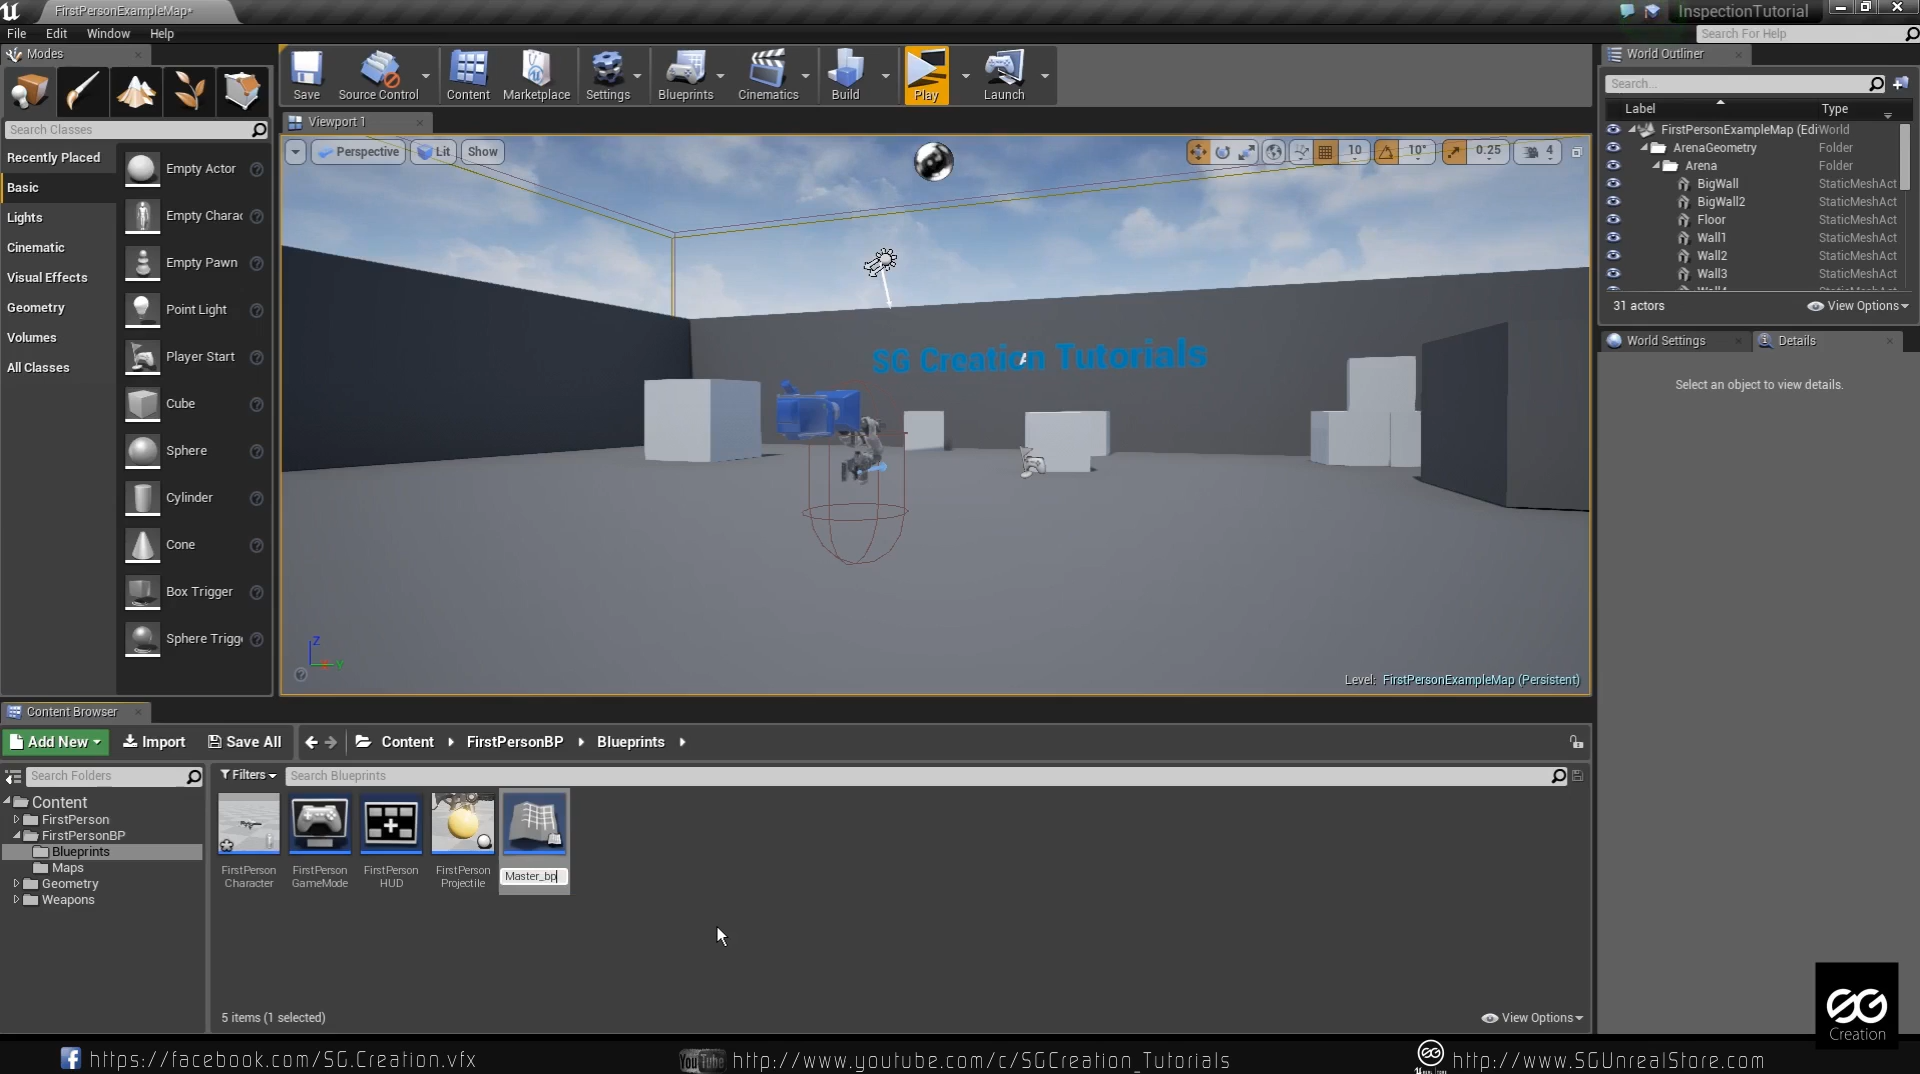 FirstPersonExampleMap*
InspectionTutorial
File Edit Window Help
Search For Help
Modes
Search Classes
Recently Placed
Basic
Lights
Cinematic
Visual Effects
Geometry
Volumes
All Classes
Empty Actor
Empty Charac
Empty Pawn
Point Light
Player Start
Cube
Sphere
Cylinder
Cone
Box Trigger
Sphere Trigg
Save
Source Control
Content
Marketplace
Settings
Blueprints
Cinematics
Build
Play
Launch
Viewport 1
Perspective
Lit
Show
10
10°
0.25
4
SG Creation Tutorials
Z
Level: FirstPersonExampleMap (Persistent)
World Outliner
Search...
Label Type
FirstPersonExampleMap (Edi World
ArenaGeometry Folder
Arena Folder
BigWall StaticMeshAct
BigWall2 StaticMeshAct
Floor StaticMeshAct
Wall1 StaticMeshAct
Wall2 StaticMeshAct
Wall3 StaticMeshAct
31 actors
View Options
World Settings
Details
Select an object to view details.
Content Browser
Add New
Import
Save All
Content
FirstPersonBP
Blueprints
Search Folders
Content
FirstPerson
FirstPersonBP
Blueprints
Maps
Geometry
Weapons
Filters
Search Blueprints
FirstPerson
Character
FirstPerson
GameMode
FirstPerson
HUD
FirstPerson
Projectile
Master_bp
5 items (1 selected)
View Options
SG
Creation
https://facebook.com/SG.Creation.vfx
YouTube
http://www.youtube.com/c/SGCreation_Tutorials
http://www.SGUnrealStore.com